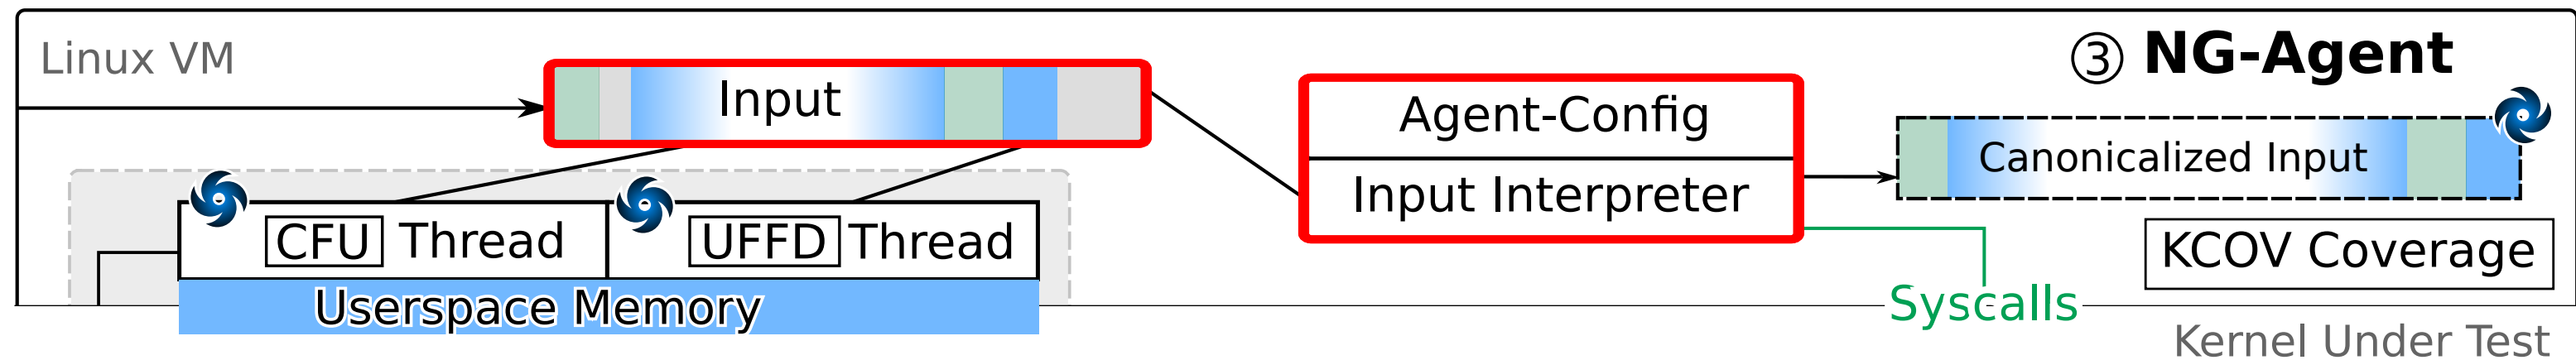 Linux VM
③ NG-Agent
Input
Agent-Config
Input Interpreter
Canonicalized Input
CFU Thread
UFFD Thread
KCOV Coverage
Userspace Memory
Syscalls
Kernel Under Test